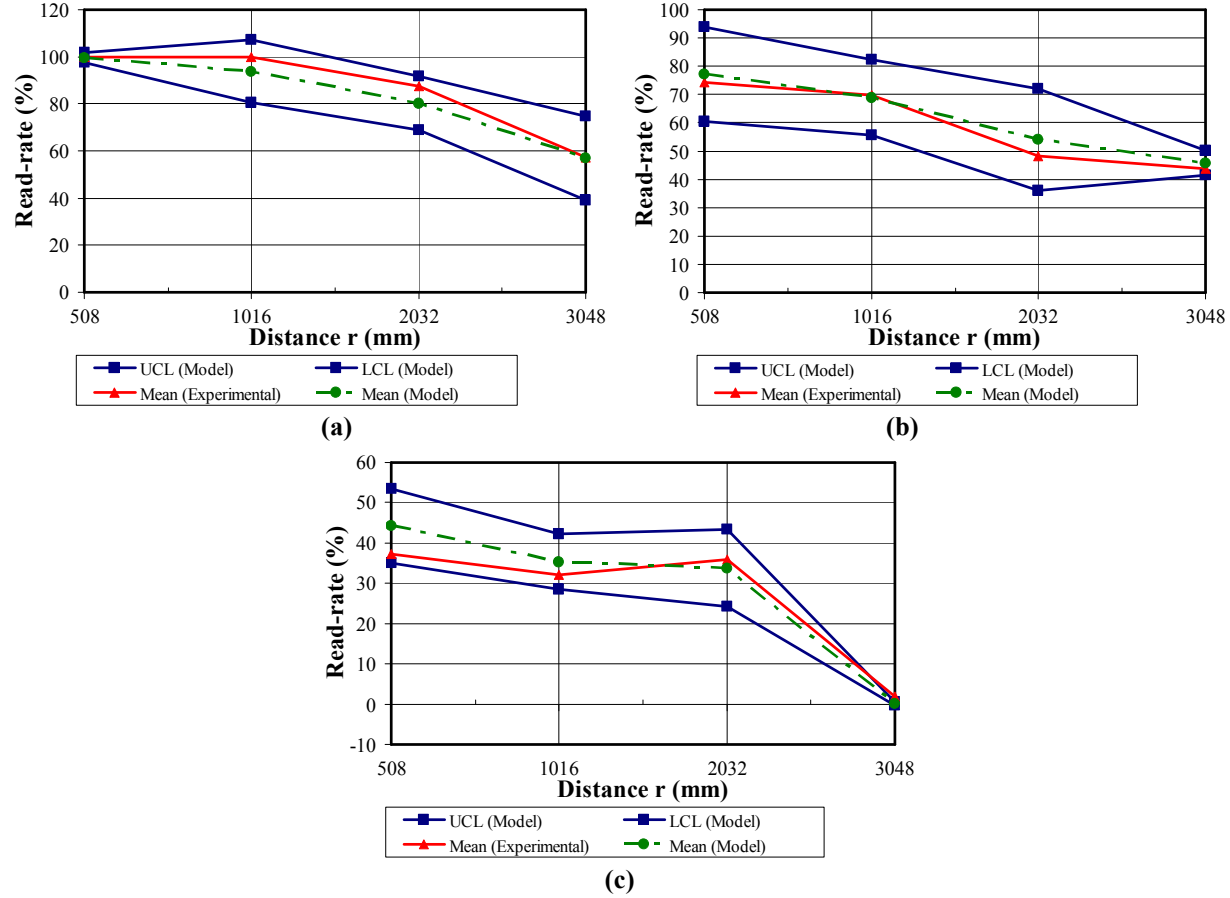 120
100
80
60
40
20
0
Read-rate (%)
508 1016 2032 3048
Distance r (mm)
UCL (Model) LCL (Model)
Mean (Experimental) Mean (Model)
(a)
100
90
80
70
60
50
40
30
20
10
0
Read-rate (%)
508 1016 2032 3048
Distance r (mm)
UCL (Model) LCL (Model)
Mean (Experimental) Mean (Model)
(b)
60
50
40
30
20
10
0
-10
Read-rate (%)
508 1016 2032 3048
Distance r (mm)
UCL (Model) LCL (Model)
Mean (Experimental) Mean (Model)
(c)